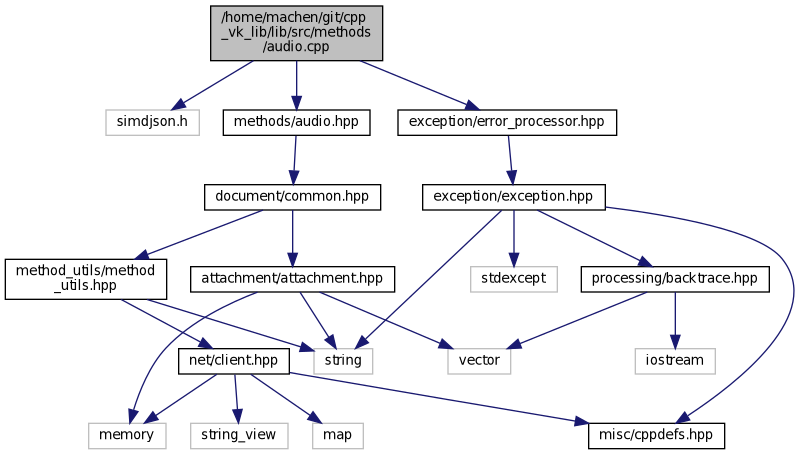 /home/machen/git/cpp
_vk_lib/lib/src/methods
/audio.cpp
simdjson.h
methods/audio.hpp
exception/error_processor.hpp
document/common.hpp
exception/exception.hpp
method_utils/method
_utils.hpp
attachment/attachment.hpp
stdexcept
processing/backtrace.hpp
net/client.hpp
string
vector
iostream
memory
string_view
map
misc/cppdefs.hpp